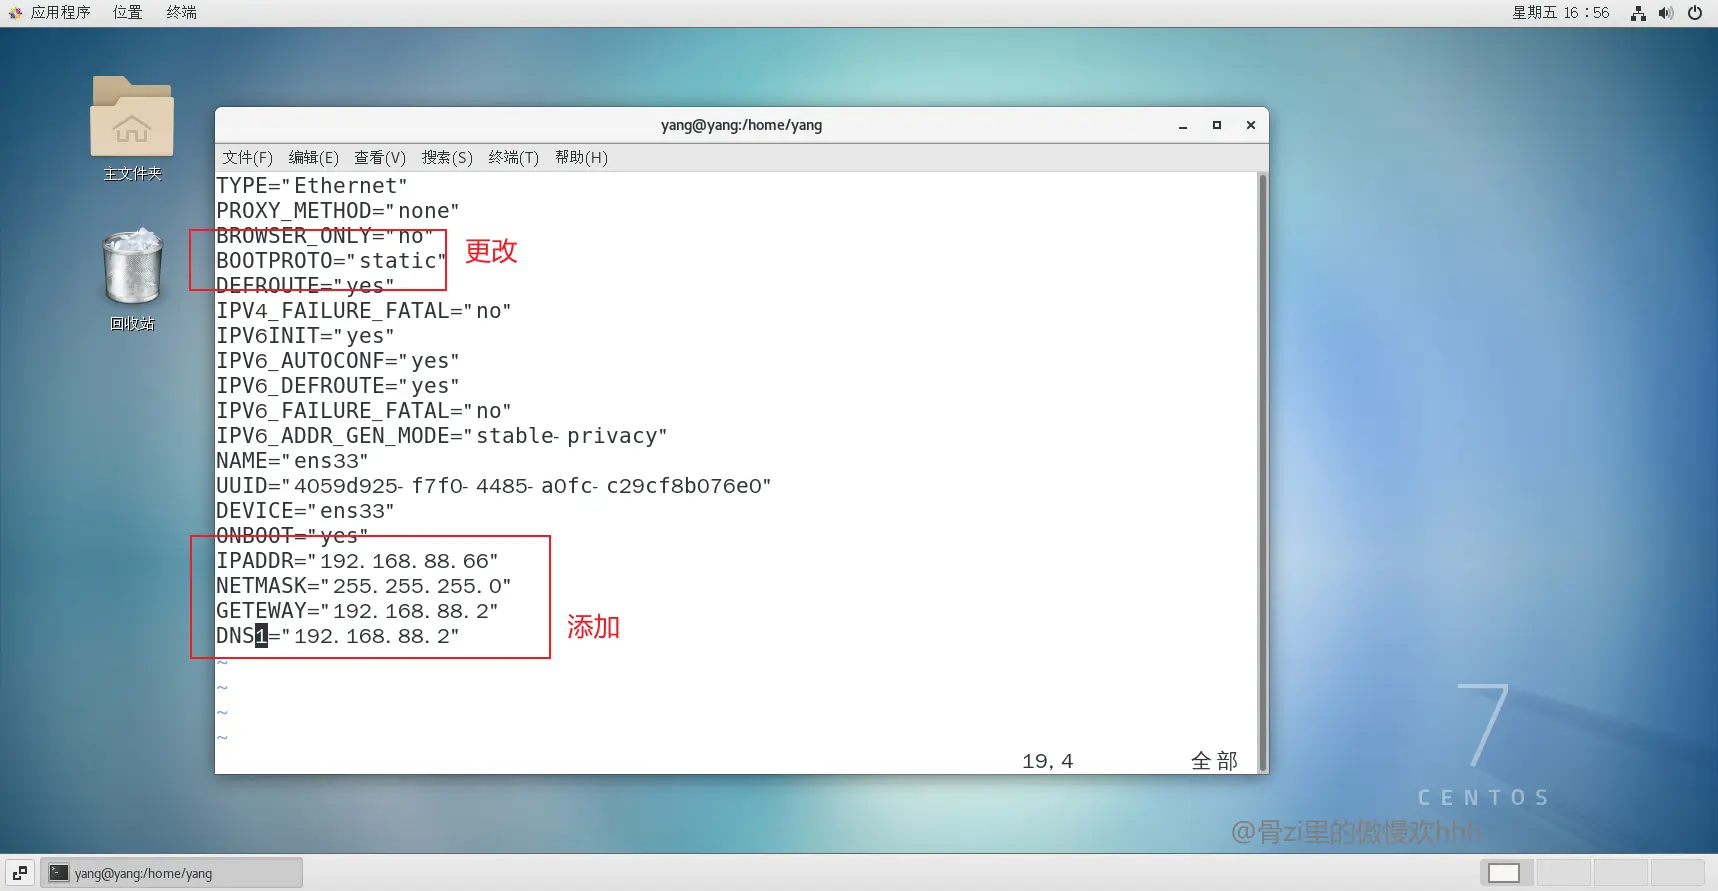 应用程序 位置 终端 星期五 16:56
主文件夹
回收站
yang@yang:/home/yang
文件(F) 编辑(E) 查看(V) 搜索(S) 终端(T) 帮助(H)
TYPE="Ethernet"
PROXY_METHOD="none"
BROWSER_ONLY="no"
BOOTPROTO="static"
更改
DEFROUTE="yes"
IPV4_FAILURE_FATAL="no"
IPV6INIT="yes"
IPV6_AUTOCONF="yes"
IPV6_DEFROUTE="yes"
IPV6_FAILURE_FATAL="no"
IPV6_ADDR_GEN_MODE="stable-privacy"
NAME="ens33"
UUID="4059d925-f7f0-4485-a0fc-c29cf8b076e0"
DEVICE="ens33"
ONBOOT="yes"
IPADDR="192.168.88.66"
NETMASK="255.255.255.0"
GETEWAY="192.168.88.2"
DNS1="192.168.88.2"
添加
~
~
~
~
19,4 全部
7
CENTOS
@骨zi里的傲慢欢hhh
yang@yang:/home/yang